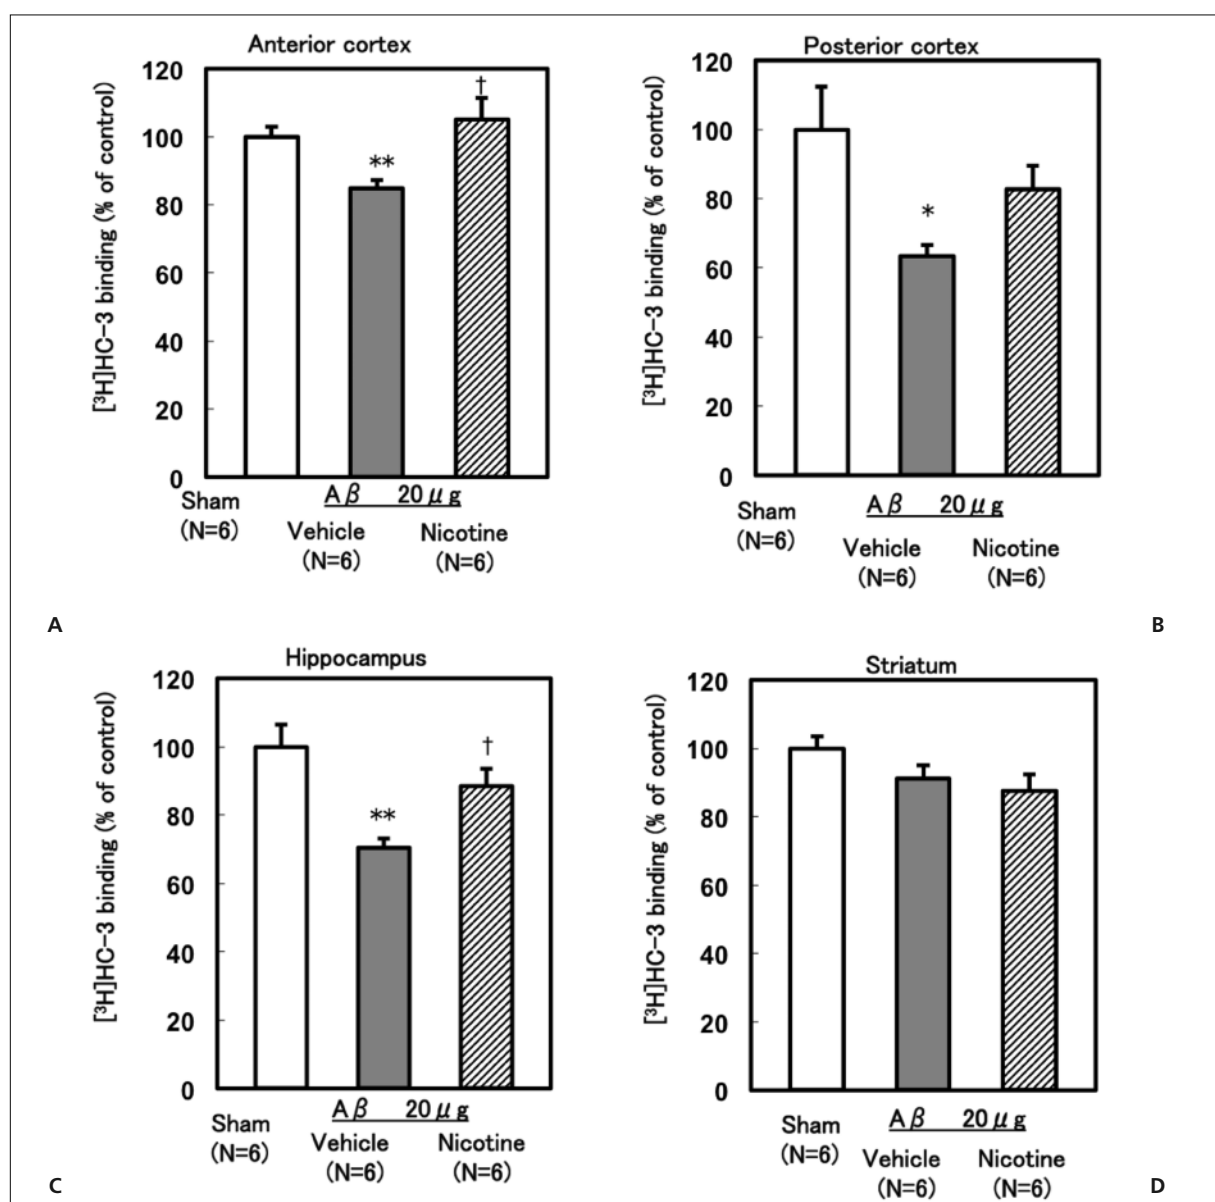 Anterior cortex
[³H]HC-3 binding (% of control)
120
100
80
60
40
20
0
†
**
Sham
(N=6)
Aβ 20μg
Vehicle
(N=6)
Nicotine
(N=6)
A
Posterior cortex
[³H]HC-3 binding (% of control)
120
100
80
60
40
20
0
*
Sham
(N=6)
Aβ 20μg
Vehicle
(N=6)
Nicotine
(N=6)
B
Hippocampus
[³H]HC-3 binding (% of control)
120
100
80
60
40
20
0
†
**
Sham
(N=6)
Aβ 20μg
Vehicle
(N=6)
Nicotine
(N=6)
C
Striatum
[³H]HC-3 binding (% of control)
120
100
80
60
40
20
0
Sham
(N=6)
Aβ 20μg
Vehicle
(N=6)
Nicotine
(N=6)
D